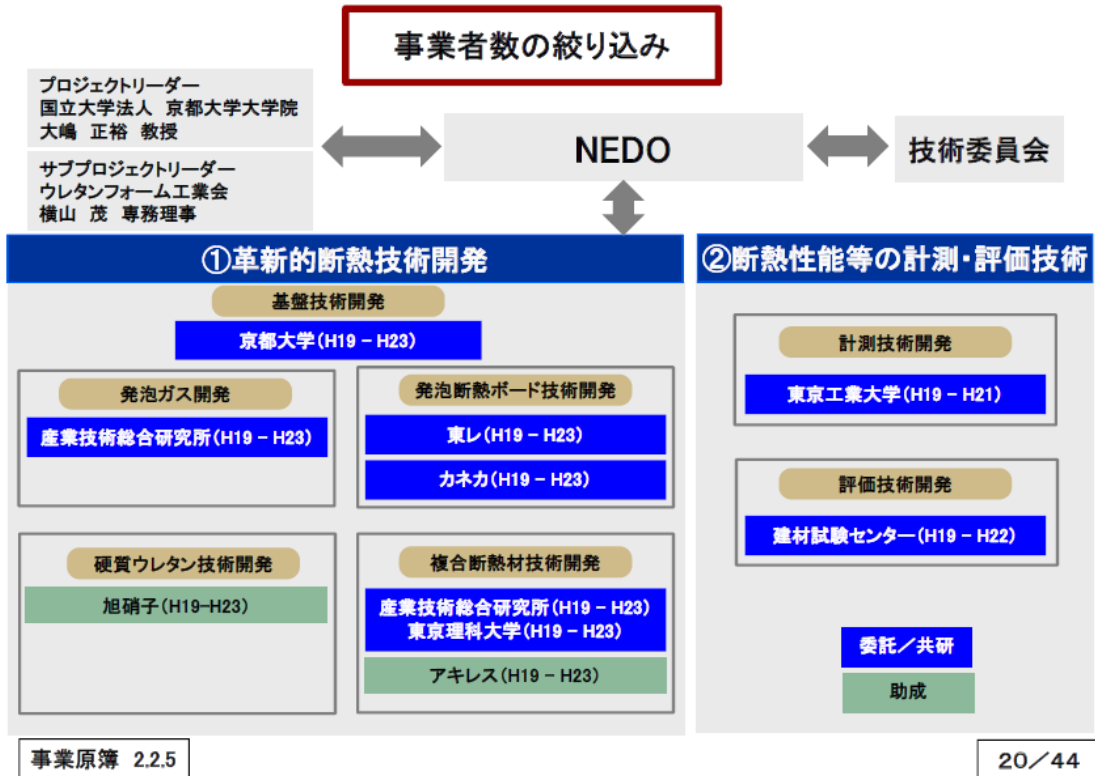 事業者数の絞り込み
プロジェクトリーダー
国立大学法人 京都大学大学院
大嶋 正裕 教授
サブプロジェクトリーダー
ウレタンフォーム工業会
横山 茂 専務理事
NEDO
技術委員会
①革新的断熱技術開発
基盤技術開発
京都大学(H19 - H23)
発泡ガス開発
産業技術総合研究所(H19 - H23)
発泡断熱ボード技術開発
東レ(H19 - H23)
カネカ(H19 - H23)
硬質ウレタン技術開発
旭硝子(H19-H23)
複合断熱材技術開発
産業技術総合研究所(H19 - H23)
東京理科大学(H19 - H23)
アキレス(H19 - H23)
②断熱性能等の計測・評価技術
計測技術開発
東京工業大学(H19 - H21)
評価技術開発
建材試験センター(H19 - H22)
委託/共研
助成
事業原簿 2.2.5
20/44